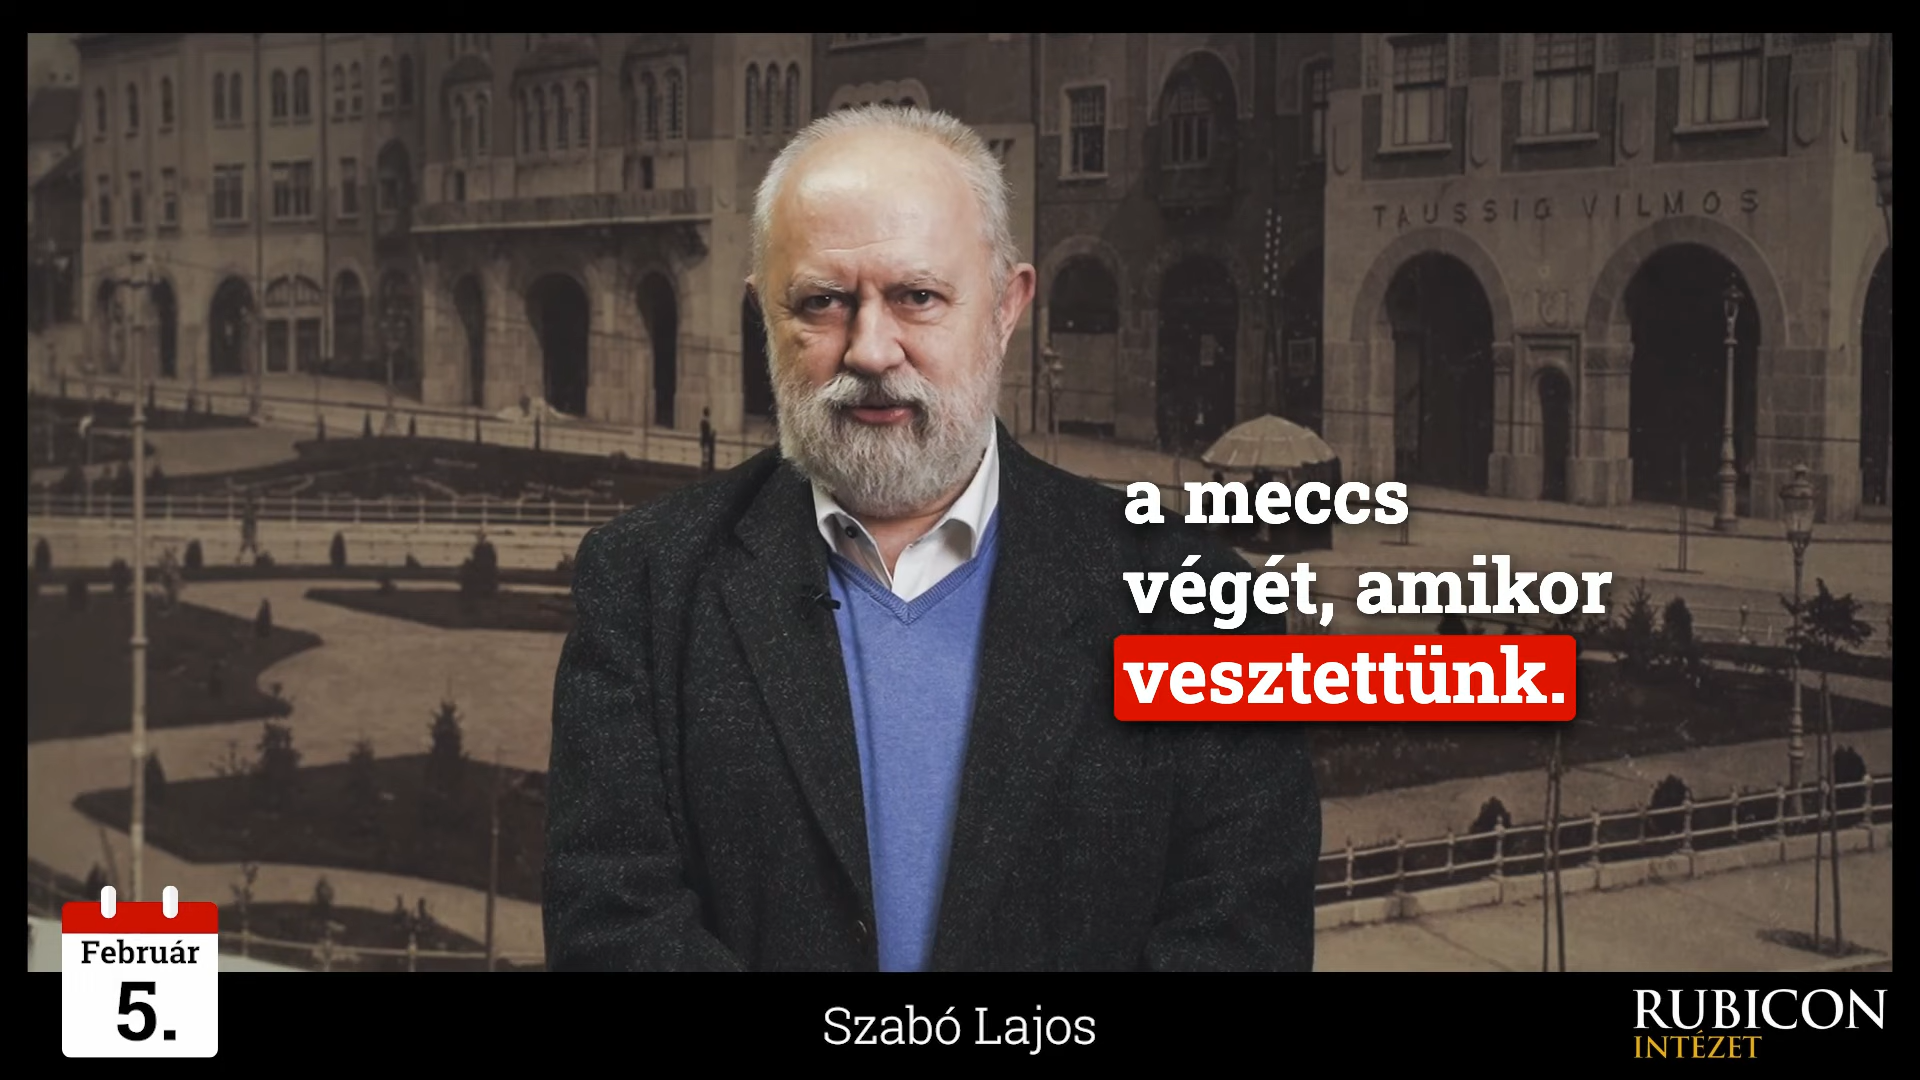 TAUSSIG VILMOS
a meccs
végét, amikor
vesztettünk.
Február
5.
Szabó Lajos
RUBICON
INTÉZET